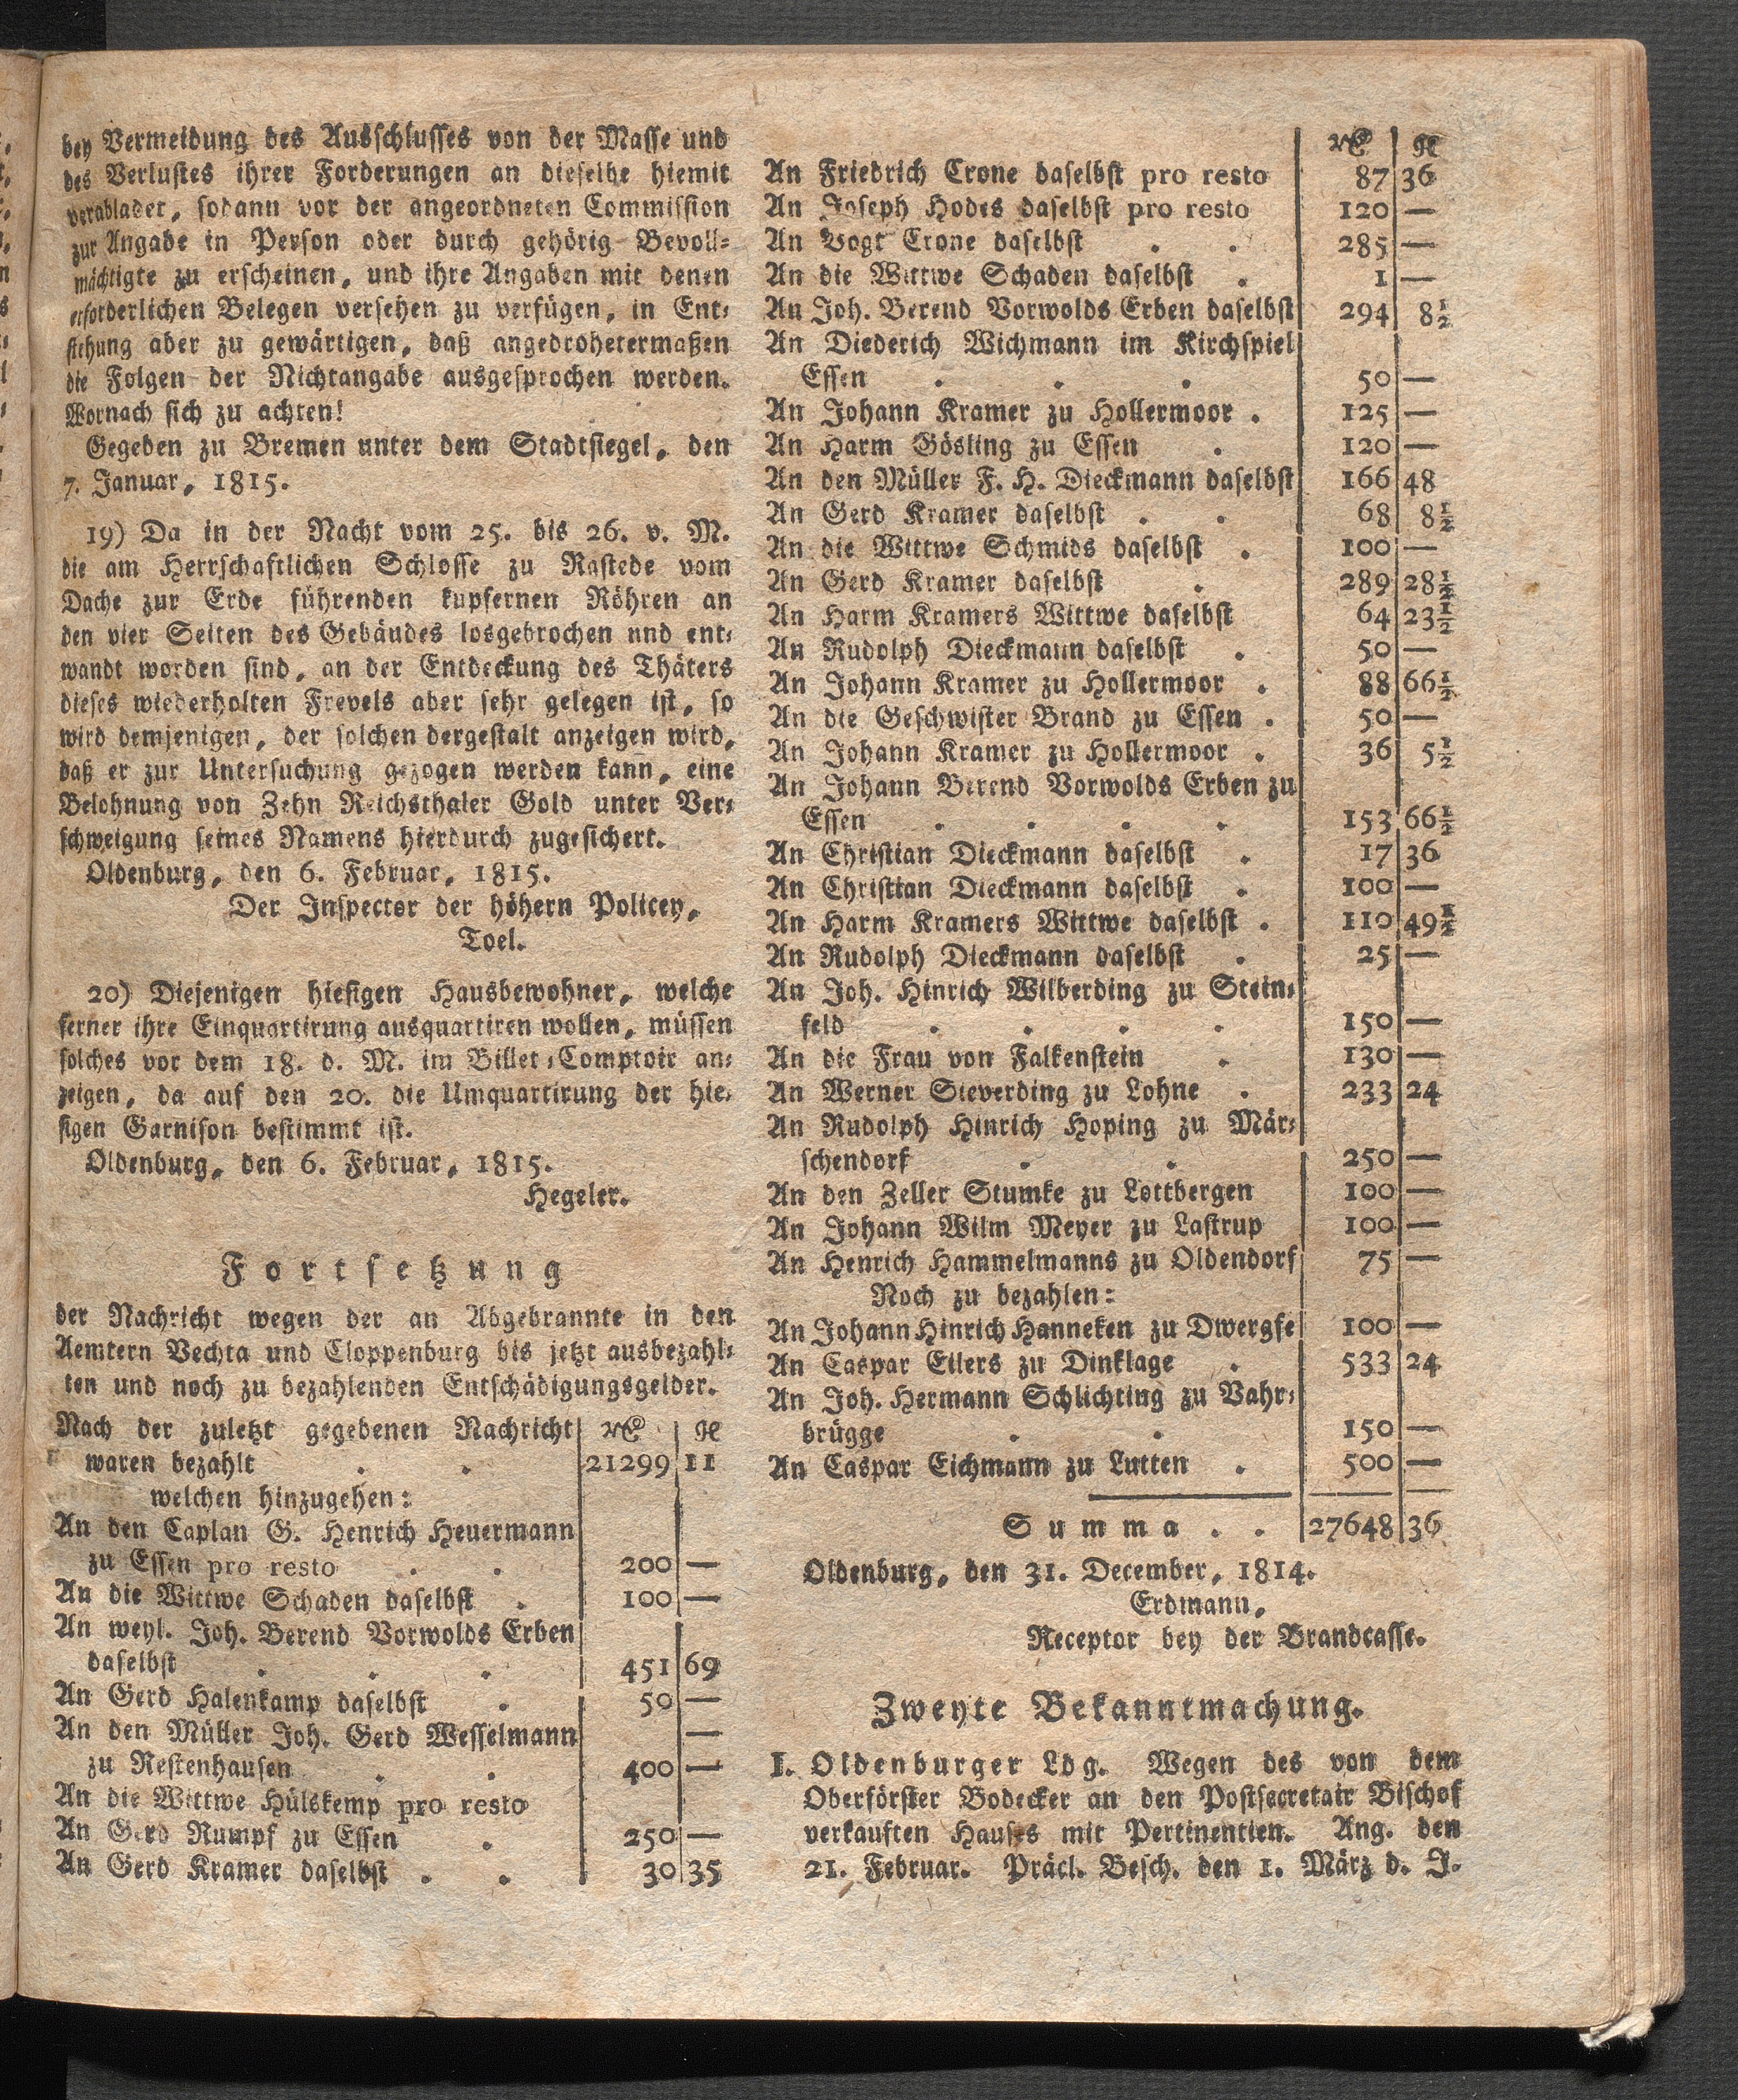 bey Vermeidung des Ausschlusses von der Masse und
des Verlustes ihrer Forderungen an dieselbe hiemit
verabladet, sodann vor der angeordneten Commission
zur Angabe in Person oder durch gehörig Bevoll-
mächtigte zu erscheinen, und ihre Angaben mit denen
erforderlichen Belegen versehen zu verfügen, in Ent-
stehung aber zu gewärtigen, daß angedrohetermaßen
die Folgen der Nichtangabe ausgesprochen werden.
Wornach sich zu achten!
Gegeben zu Bremen unter dem Stadtsiegel, den
7. Januar, 1815.
19) Da in der Nacht vom 25. bis 26. v. M.
die am Herrschaftlichen Schlosse zu Rastede vom
Dache zur Erde führenden kupfernen Röhren an
den vier Seiten des Gebäudes losgebrochen und ent-
wandt worden sind, an der Entdeckung des Thäters
dieses wiederholten Frevels aber sehr gelegen ist, so
wird demjenigen, der solchen dergestalt anzeigen wird,
daß er zur Untersuchung gezogen werden kann, eine
Belohnung von Zehn Reichsthaler Gold unter Ver-
schweigung seines Namens hierdurch zugesichert.
Oldenburg, den 6. Februar, 1815.
Der Inspector der höhern Policey,
Toel.
20) Diejenigen hiesigen Hausbewohner, welche
ferner ihre Einquartirung ausquartiren wollen, müssen
solches vor dem 18. d. M. im Billet-Comptoir an-
zeigen, da auf den 20. die Umquartirung der hie-
sigen Garnison bestimmt ist.
Oldenburg, den 6. Februar, 1815.
Hegeler.
Fortsetzung
der Nachricht wegen der an Abgebrannte in den
Aemtern Vechta und Cloppenburg bis jetzt ausbezahl-
ten und noch zu bezahlenden Entschädigungsgelder.
Nach der zuletzt gegebenen Nachricht
waren bezahlt . . 21299 11
welchen hinzugehen:
An den Caplan G. Henrich Heuermann
zu Essen pro resto . . 200 —
An die Wittwe Schaden daselbst . 100 —
An weyl. Joh. Berend Vorwolds Erben
daselbst . . . 451 69
An Gerd Halenkamp daselbst . 50 —
An den Müller Joh. Gerd Wesselmann —
zu Restenhausen . . 400 —
An die Wittwe Hülskemp pro resto
An Gerd Rumpf zu Essen . 250 —
An Gerd Kramer daselbst . . 30 35
An Friedrich Crone daselbst pro resto 87 36
An Joseph Hodes daselbst pro resto 120 —
An Vogt Crone daselbst . . 285 —
An die Wittwe Schaden daselbst . 1 —
An Joh. Berend Vorwolds Erben daselbst 294 8½
An Diederich Wichmann im Kirchspiel
Essen . . . 50 —
An Johann Kramer zu Hollermoor . 125 —
An Harm Gösling zu Essen . 120 —
An den Müller F. H. Dieckmann daselbst 166 48
An Gerd Kramer daselbst . . 68 8½
An die Wittwe Schmids daselbst . 100 —
An Gerd Kramer daselbst . 289 28½
An Harm Kramers Wittwe daselbst 64 23½
An Rudolph Dieckmann daselbst . 50 —
An Johann Kramer zu Hollermoor . 88 66½
An die Geschwister Brand zu Essen . 50 —
An Johann Kramer zu Hollermoor . 36 5½
An Johann Berend Vorwolds Erben zu
Essen . . . . 153 66½
An Christian Dieckmann daselbst . 17 36
An Christian Dieckmann daselbst . 100 —
An Harm Kramers Wittwe daselbst . 110 49½
An Rudolph Dieckmann daselbst . 25 —
An Joh. Hinrich Wilberding zu Stein-
feld . . . . 150 —
An die Frau von Falkenstein . 130 —
An Werner Sieverding zu Lohne . 233 24
An Rudolph Hinrich Hoping zu Mär-
schendorf . . 250 —
An den Zeller Stumke zu Lottbergen 100 —
An Johann Wilm Meyer zu Lastrup 100 —
An Henrich Hammelmanns zu Oldendorf 75 —
Noch zu bezahlen:
An Johann Hinrich Hanneken zu Dwergte 100 —
An Caspar Eilers zu Dinklage . 533 24
An Joh. Hermann Schlichting zu Vahr-
brügge . . 150 —
An Caspar Eichmann zu Lutten . 500 —
Summa . . 27648 36
Oldenburg, den 31. December, 1814.
Erdmann,
Receptor bey der Brandcasse.
Zweyte Bekanntmachung.
I. Oldenburger Ldg. Wegen des von dem
Oberförster Bodecker an den Postsecretair Bischof
verkauften Hauses mit Pertinentien. Ang. den
21. Februar. Präcl. Besch. den 1. März d. J.